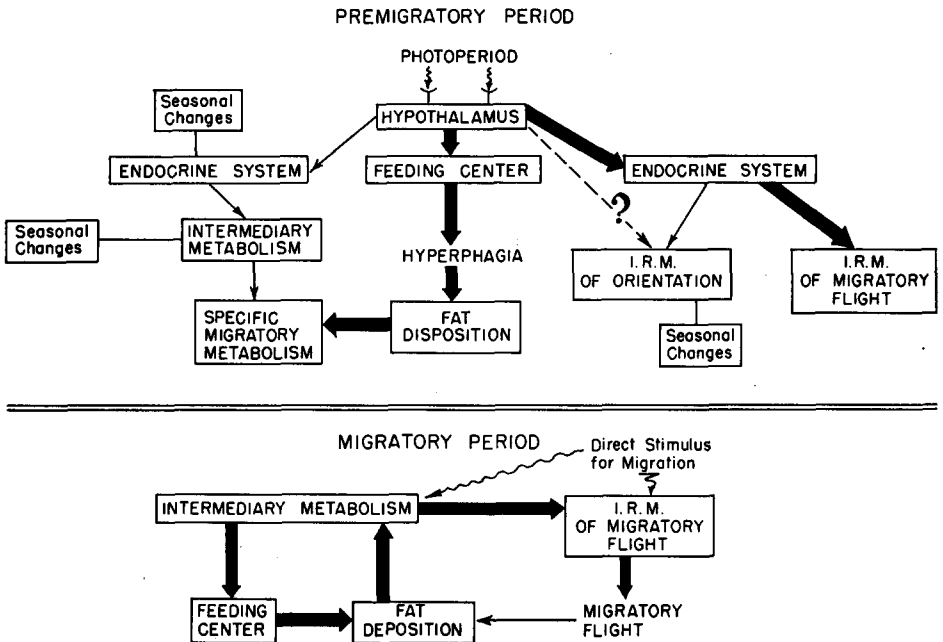 PREMIGRATORY PERIOD
PHOTOPERIOD
Seasonal
Changes
HYPOTHALAMUS
ENDOCRINE SYSTEM
FEEDING CENTER
ENDOCRINE SYSTEM
?
Seasonal
Changes
INTERMEDIARY
METABOLISM
HYPERPHAGIA
I.R.M.
OF ORIENTATION
I.R.M.
OF MIGRATORY
FLIGHT
SPECIFIC
MIGRATORY
METABOLISM
FAT
DISPOSITION
Seasonal
Changes
MIGRATORY PERIOD
Direct Stimulus
for Migration
INTERMEDIARY METABOLISM
I.R.M.
OF MIGRATORY
FLIGHT
FEEDING
CENTER
FAT
DEPOSITION
MIGRATORY
FLIGHT